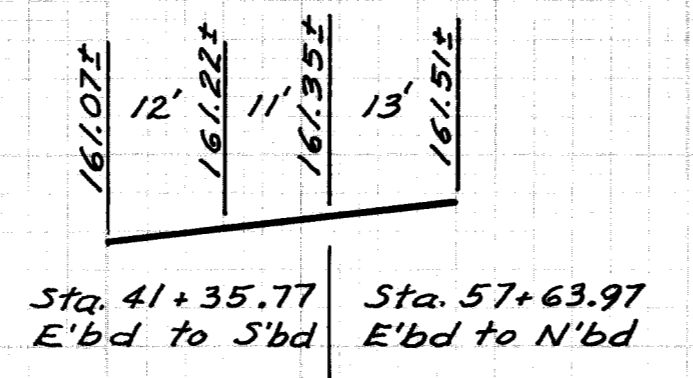 161.07±
12'
161.22±
11'
161.35±
13'
161.51±
Sta. 41+35.77
E'bd to S'bd
Sta. 57+63.97
E'bd to N'bd